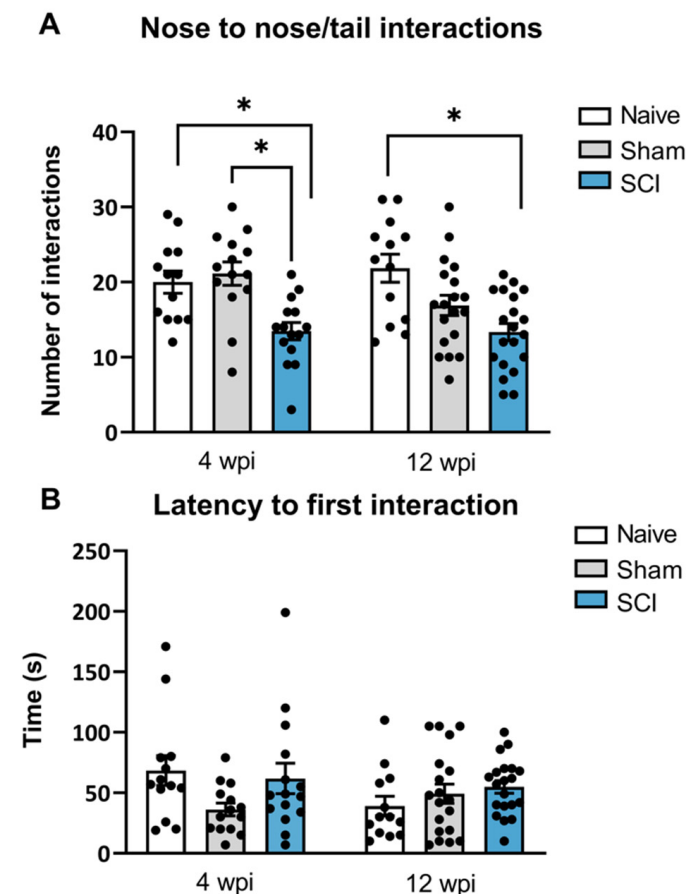 A
Nose to nose/tail interactions
Number of interactions
40
30
20
10
0
*
*
*
4 wpi
12 wpi
Naive
Sham
SCI
B
Latency to first interaction
Time (s)
250
200
150
100
50
0
4 wpi
12 wpi
Naive
Sham
SCI